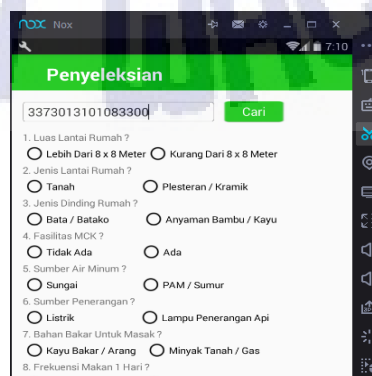 nox Nox
7:10
Penyeleksian
3373013101083300 Cari
1. Luas Lantai Rumah ?
Lebih Dari 8 x 8 Meter Kurang Dari 8 x 8 Meter
2. Jenis Lantai Rumah ?
Tanah Plesteran / Kramik
3. Jenis Dinding Rumah ?
Bata / Batako Anyaman Bambu / Kayu
4. Fasilitas MCK ?
Tidak Ada Ada
5. Sumber Air Minum ?
Sungai PAM / Sumur
6. Sumber Penerangan ?
Listrik Lampu Penerangan Api
7. Bahan Bakar Untuk Masak ?
Kayu Bakar / Arang Minyak Tanah / Gas
8. Frekuensi Makan 1 Hari ?